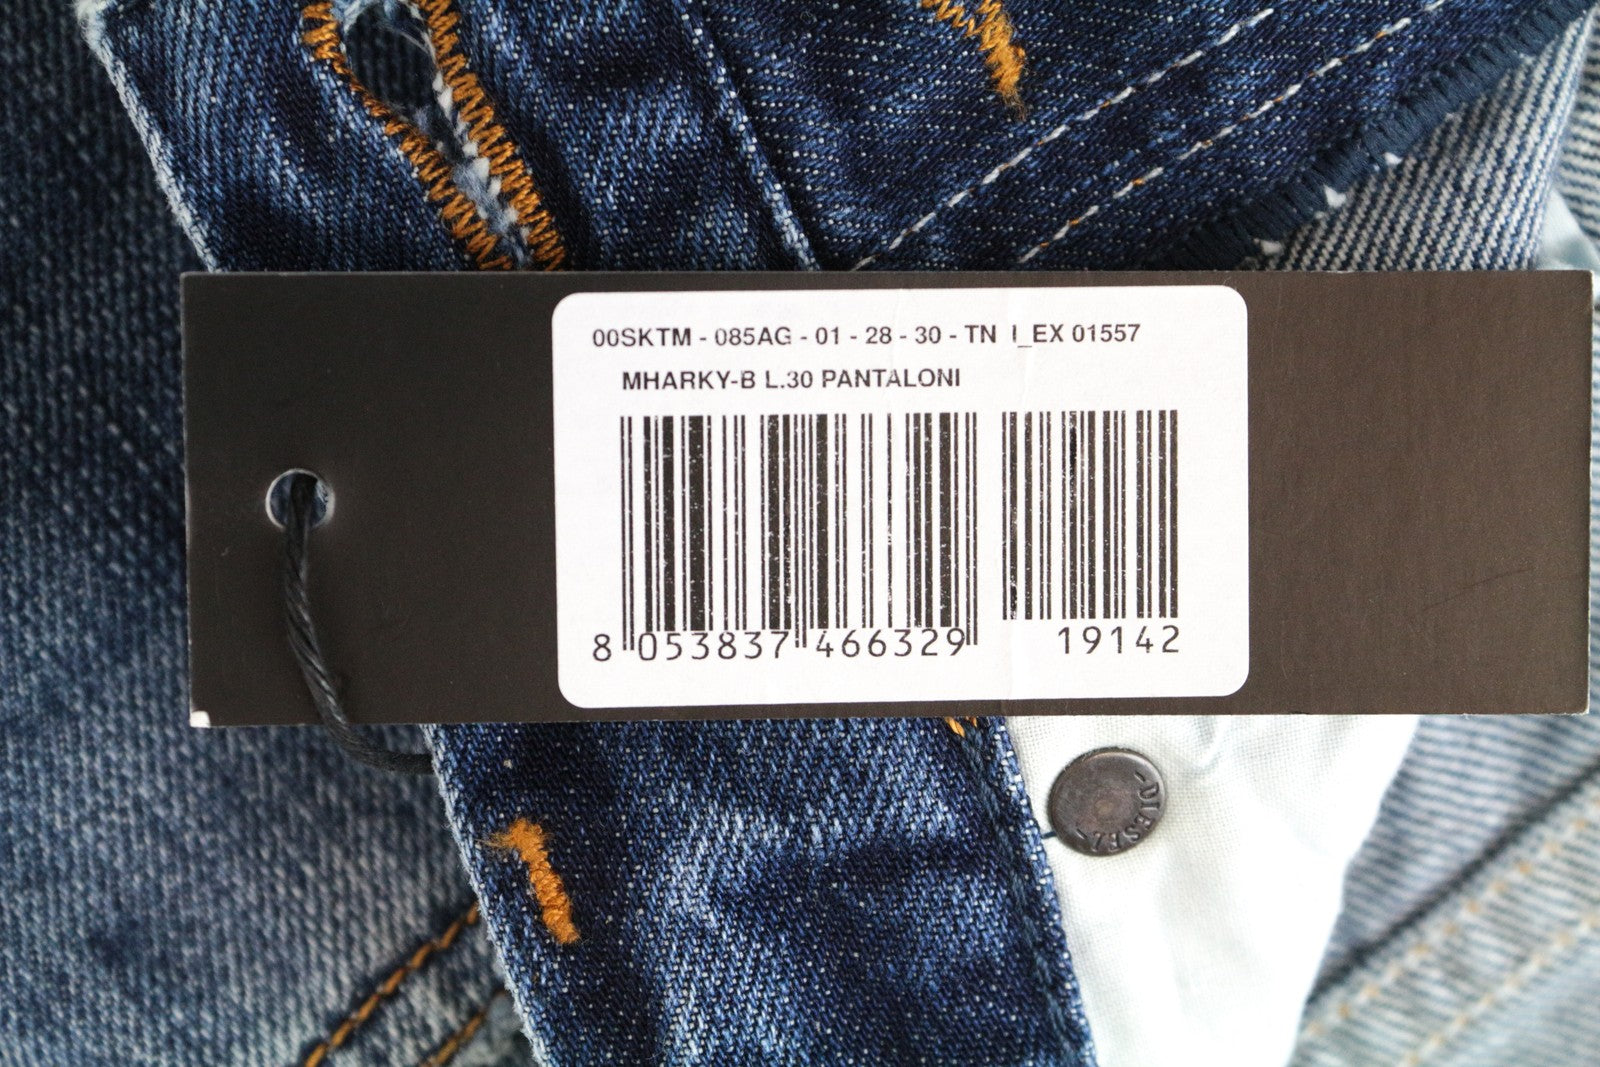 00SKTM - 085AG - 01 - 28 - 30 - TN I_EX 01557
MHARKY-B L.30 PANTALONI
8 053837 466329 19142
-DIESEL-